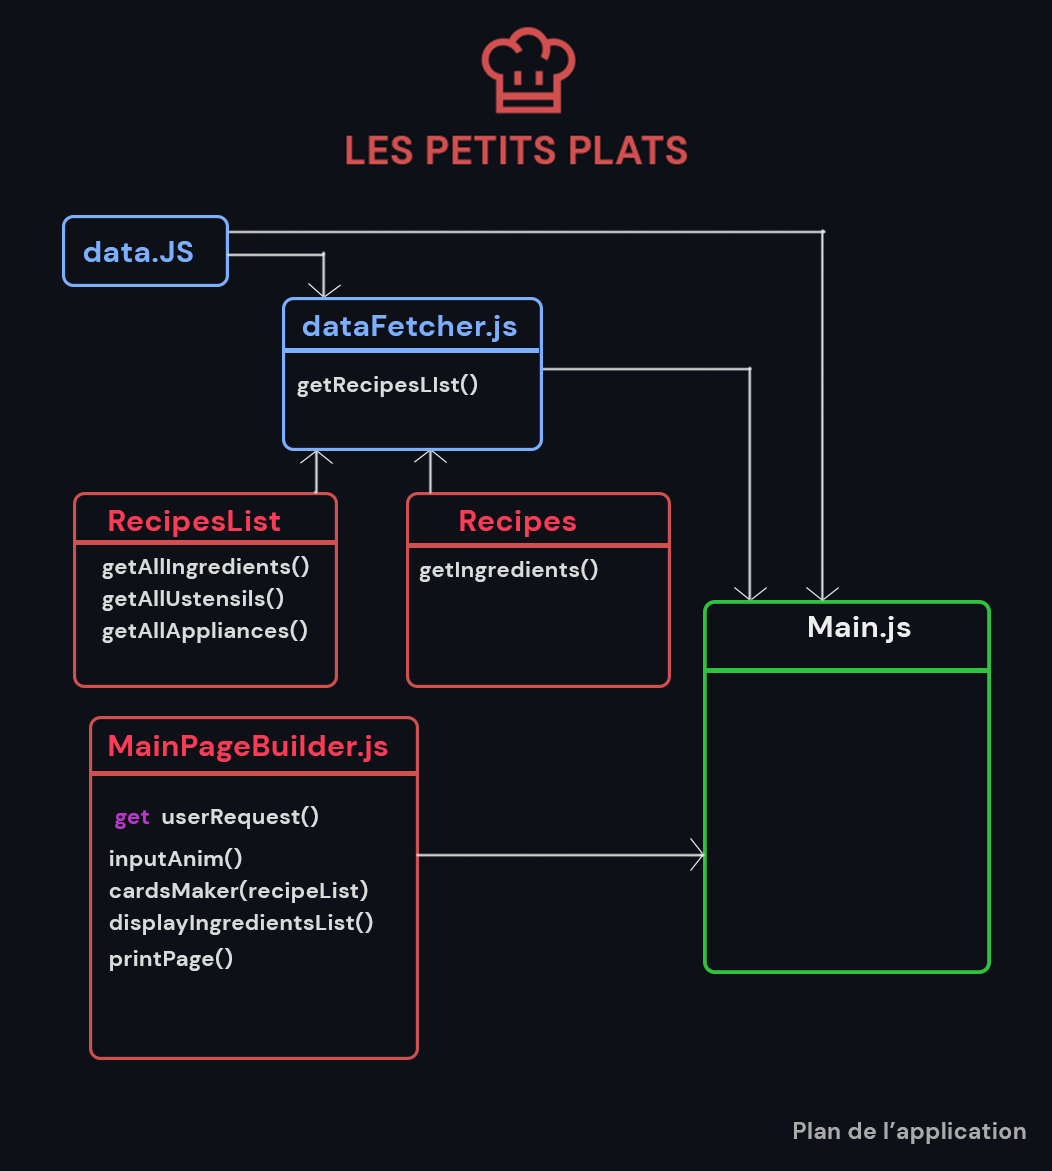 LES PETITS PLATS
data.JS
dataFetcher.js
getRecipesLIst()
RecipesList
getAllIngredients()
getAllUstensils()
getAllAppliances()
Recipes
getIngredients()
Main.js
MainPageBuilder.js
get userRequest()
inputAnim()
cardsMaker(recipeList)
displayIngredientsList()
printPage()
Plan de l’application